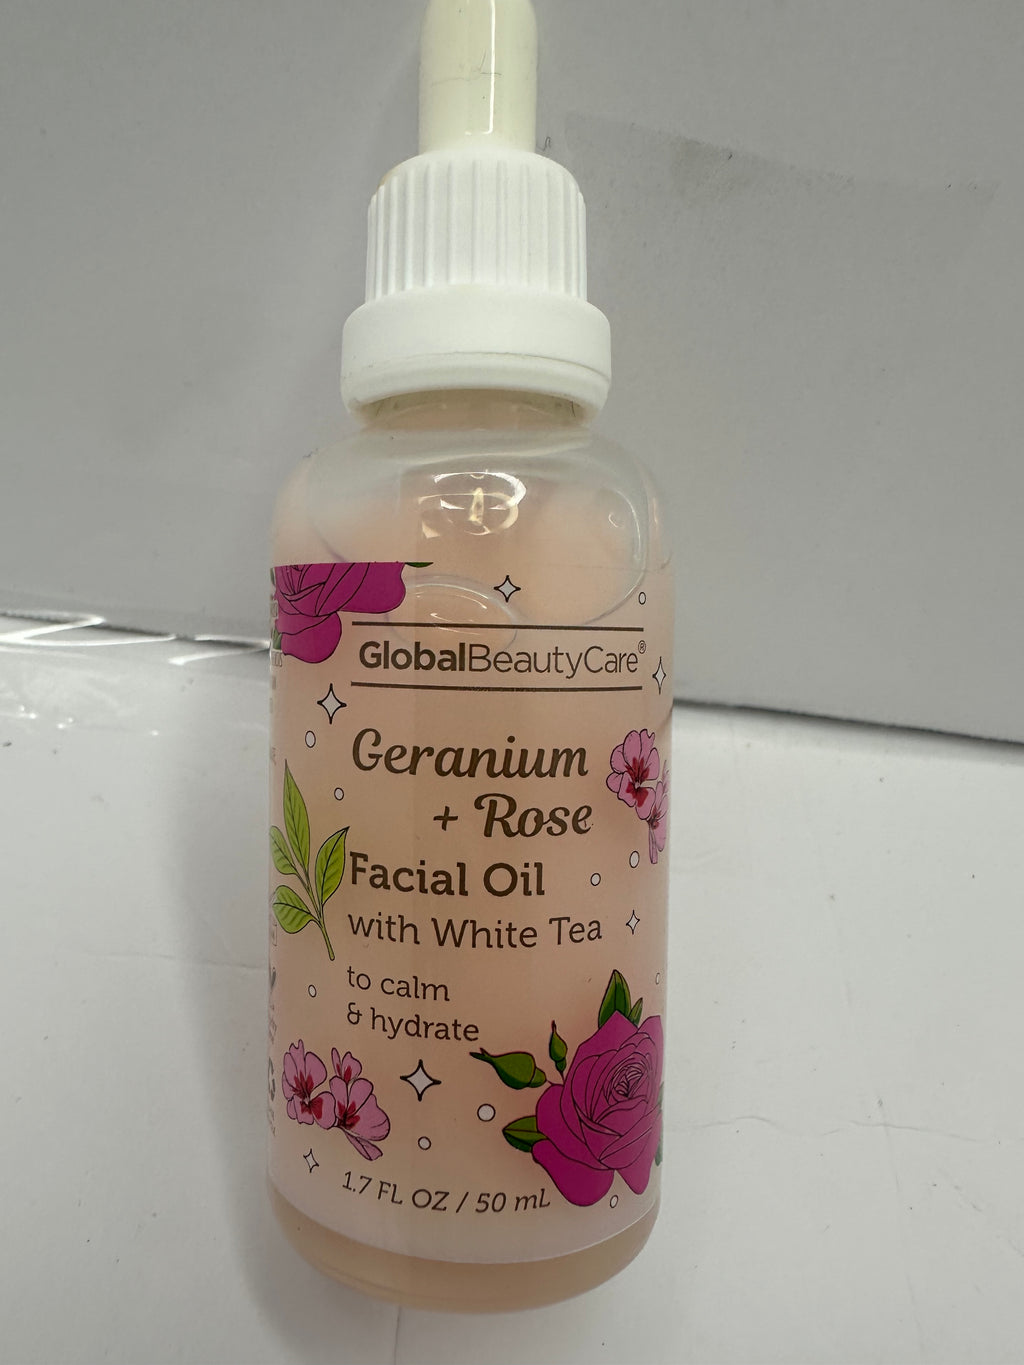 GlobalBeautyCare®
Geranium
+ Rose
Facial Oil
with White Tea
to calm
& hydrate
1.7 FL OZ / 50 mL